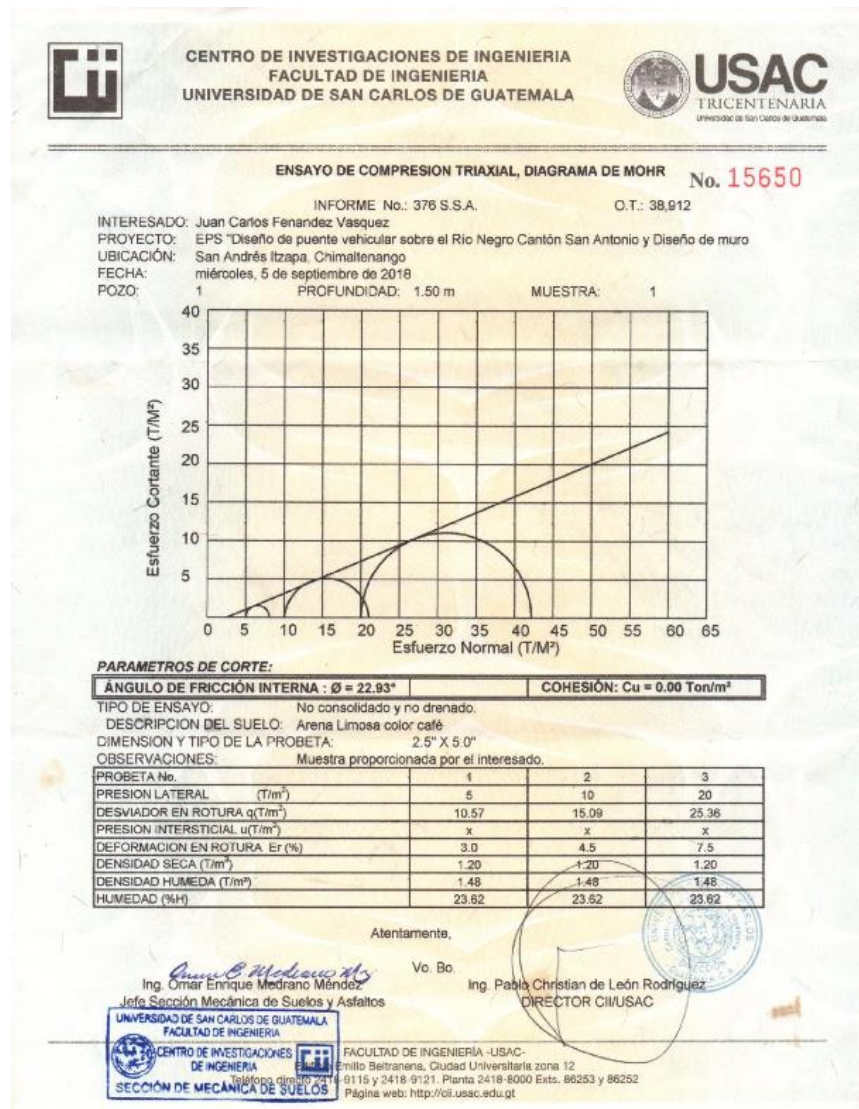 CENTRO DE INVESTIGACIONES DE INGENIERIA
FACULTAD DE INGENIERIA
UNIVERSIDAD DE SAN CARLOS DE GUATEMALA
USAC
TRICENTENARIA
Universidad de San Carlos de Guatemala
ENSAYO DE COMPRESION TRIAXIAL, DIAGRAMA DE MOHR
No. 15650
INFORME No.: 376 S.S.A. O.T.: 38,912
INTERESADO: Juan Carlos Fenandez Vasquez
PROYECTO: EPS "Diseño de puente vehicular sobre el Rio Negro Cantón San Antonio y Diseño de muro
UBICACIÓN: San Andrés Itzapa, Chimaltenango
FECHA: miércoles, 5 de septiembre de 2018
POZO: 1 PROFUNDIDAD: 1.50 m MUESTRA: 1
40
35
30
25
20
15
10
5
Esfuerzo Cortante (T/M²)
0 5 10 15 20 25 30 35 40 45 50 55 60 65
Esfuerzo Normal (T/M²)
PARAMETROS DE CORTE:
ÁNGULO DE FRICCIÓN INTERNA : Ø = 22.93° COHESIÓN: Cu = 0.00 Ton/m²
TIPO DE ENSAYO: No consolidado y no drenado.
DESCRIPCION DEL SUELO: Arena Limosa color café
DIMENSION Y TIPO DE LA PROBETA: 2.5" X 5.0"
OBSERVACIONES: Muestra proporcionada por el interesado.
PROBETA No. 1 2 3
PRESION LATERAL (T/m²) 5 10 20
DESVIADOR EN ROTURA q(T/m²) 10.57 15.09 25.36
PRESION INTERSTICIAL u(T/m²) x x x
DEFORMACION EN ROTURA Er (%) 3.0 4.5 7.5
DENSIDAD SECA (T/m³) 1.20 1.20 1.20
DENSIDAD HUMEDA (T/m³) 1.48 1.48 1.48
HUMEDAD (%H) 23.62 23.62 23.62
Atentamente,
Vo. Bo.
Ing. Omar Enrique Medrano Méndez
Jefe Sección Mecánica de Suelos y Asfaltos
Ing. Pablo Christian de León Rodríguez
DIRECTOR CII/USAC
UNIVERSIDAD DE SAN CARLOS DE GUATEMALA
FACULTAD DE INGENIERIA
CENTRO DE INVESTIGACIONES
DE INGENIERIA
SECCIÓN DE MECÁNICA DE SUELOS
FACULTAD DE INGENIERÍA -USAC-
Emilio Beltranena, Ciudad Universitaria zona 12
Teléfono directo 2418-9115 y 2418-9121. Planta 2418-8000 Exts. 86253 y 86252
Página web: http://cii.usac.edu.gt